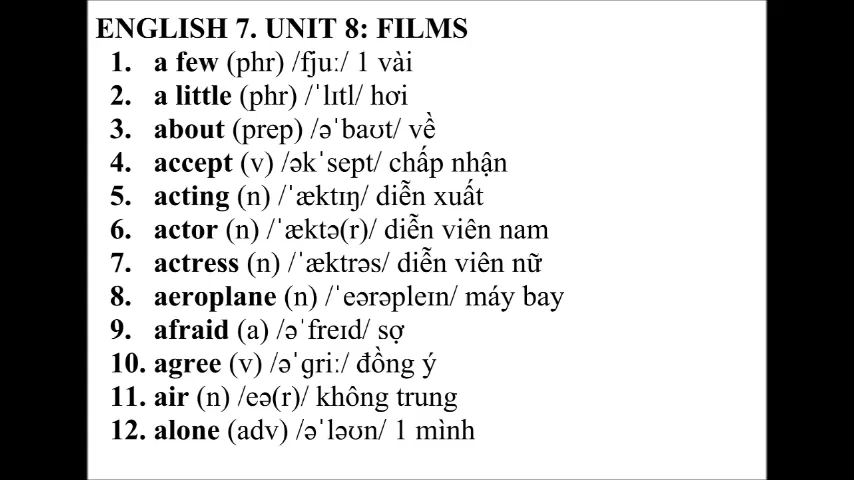 ENGLISH 7. UNIT 8: FILMS
1. a few (phr) /fjuː/ 1 vài
2. a little (phr) /ˈlɪtl/ hơi
3. about (prep) /əˈbaʊt/ về
4. accept (v) /əkˈsept/ chấp nhận
5. acting (n) /ˈæktɪŋ/ diễn xuất
6. actor (n) /ˈæktə(r)/ diễn viên nam
7. actress (n) /ˈæktrəs/ diễn viên nữ
8. aeroplane (n) /ˈeərəpleɪn/ máy bay
9. afraid (a) /əˈfreɪd/ sợ
10. agree (v) /əˈɡriː/ đồng ý
11. air (n) /eə(r)/ không trung
12. alone (adv) /əˈləʊn/ 1 mình